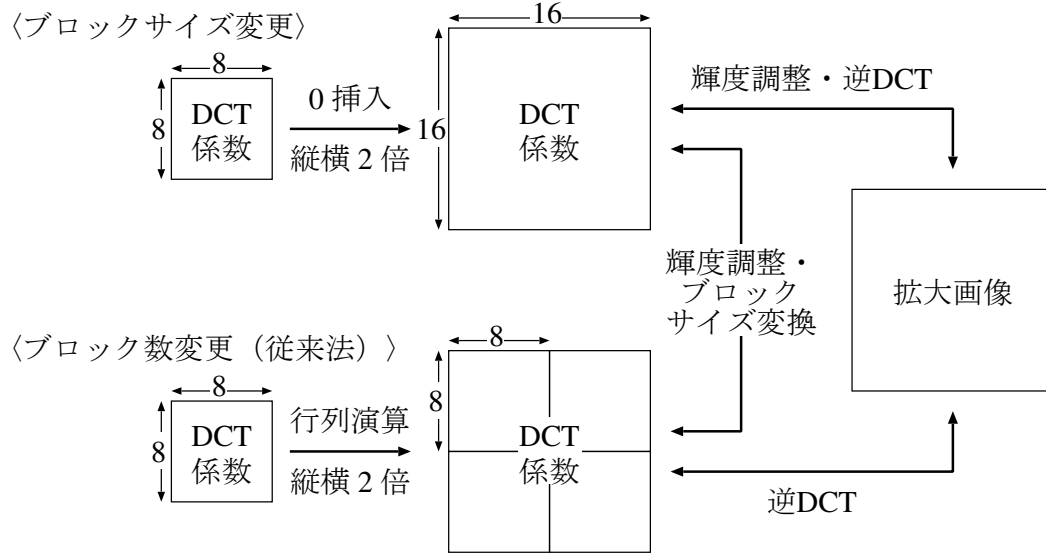 〈ブロックサイズ変更〉
8
8
DCT
係数
0 挿入
縦横 2 倍
16
16
DCT
係数
輝度調整・逆DCT
輝度調整・
ブロック
サイズ変換
拡大画像
〈ブロック数変更（従来法）〉
8
8
DCT
係数
行列演算
縦横 2 倍
8
8
DCT
係数
逆DCT